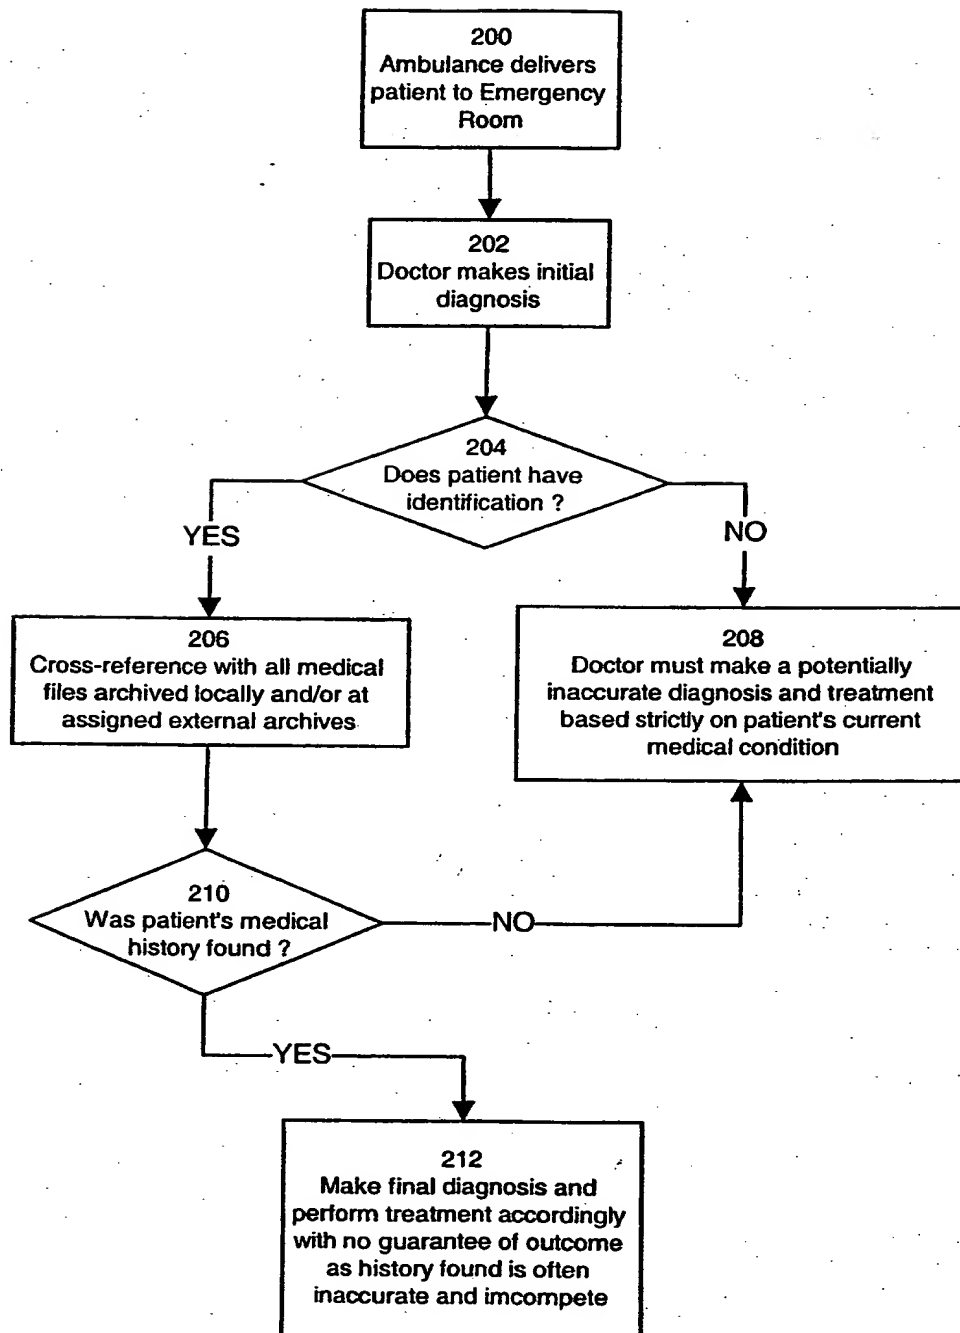 200
Ambulance delivers
patient to Emergency
Room
202
Doctor makes initial
diagnosis
204
Does patient have
identification ?
YES
NO
206
Cross-reference with all medical
files archived locally and/or at
assigned external archives
208
Doctor must make a potentially
inaccurate diagnosis and treatment
based strictly on patient's current
medical condition
210
Was patient's medical
history found ?
NO
YES
212
Make final diagnosis and
perform treatment accordingly
with no guarantee of outcome
as history found is often
inaccurate and imcompete